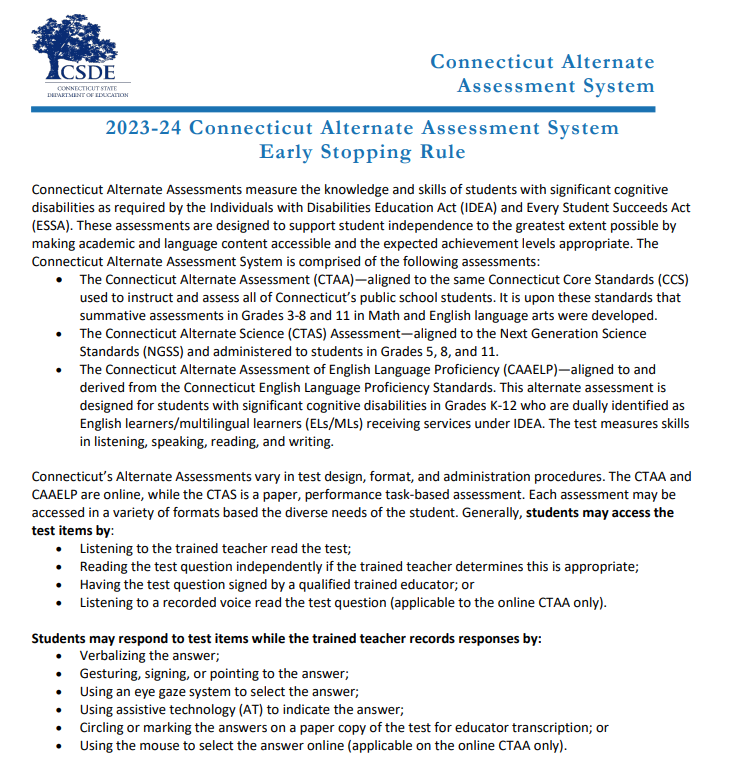 CSDE
CONNECTICUT STATE
DEPARTMENT OF EDUCATION
Connecticut Alternate
Assessment System
2023-24 Connecticut Alternate Assessment System
Early Stopping Rule
Connecticut Alternate Assessments measure the knowledge and skills of students with significant cognitive
disabilities as required by the Individuals with Disabilities Education Act (IDEA) and Every Student Succeeds Act
(ESSA). These assessments are designed to support student independence to the greatest extent possible by
making academic and language content accessible and the expected achievement levels appropriate. The
Connecticut Alternate Assessment System is comprised of the following assessments:
• The Connecticut Alternate Assessment (CTAA)—aligned to the same Connecticut Core Standards (CCS)
used to instruct and assess all of Connecticut's public school students. It is upon these standards that
summative assessments in Grades 3-8 and 11 in Math and English language arts were developed.
• The Connecticut Alternate Science (CTAS) Assessment—aligned to the Next Generation Science
Standards (NGSS) and administered to students in Grades 5, 8, and 11.
• The Connecticut Alternate Assessment of English Language Proficiency (CAAELP)—aligned to and
derived from the Connecticut English Language Proficiency Standards. This alternate assessment is
designed for students with significant cognitive disabilities in Grades K-12 who are dually identified as
English learners/multilingual learners (ELs/MLs) receiving services under IDEA. The test measures skills
in listening, speaking, reading, and writing.
Connecticut's Alternate Assessments vary in test design, format, and administration procedures. The CTAA and
CAAELP are online, while the CTAS is a paper, performance task-based assessment. Each assessment may be
accessed in a variety of formats based the diverse needs of the student. Generally, students may access the
test items by:
• Listening to the trained teacher read the test;
• Reading the test question independently if the trained teacher determines this is appropriate;
• Having the test question signed by a qualified trained educator; or
• Listening to a recorded voice read the test question (applicable to the online CTAA only).
Students may respond to test items while the trained teacher records responses by:
• Verbalizing the answer;
• Gesturing, signing, or pointing to the answer;
• Using an eye gaze system to select the answer;
• Using assistive technology (AT) to indicate the answer;
• Circling or marking the answers on a paper copy of the test for educator transcription; or
• Using the mouse to select the answer online (applicable on the online CTAA only).